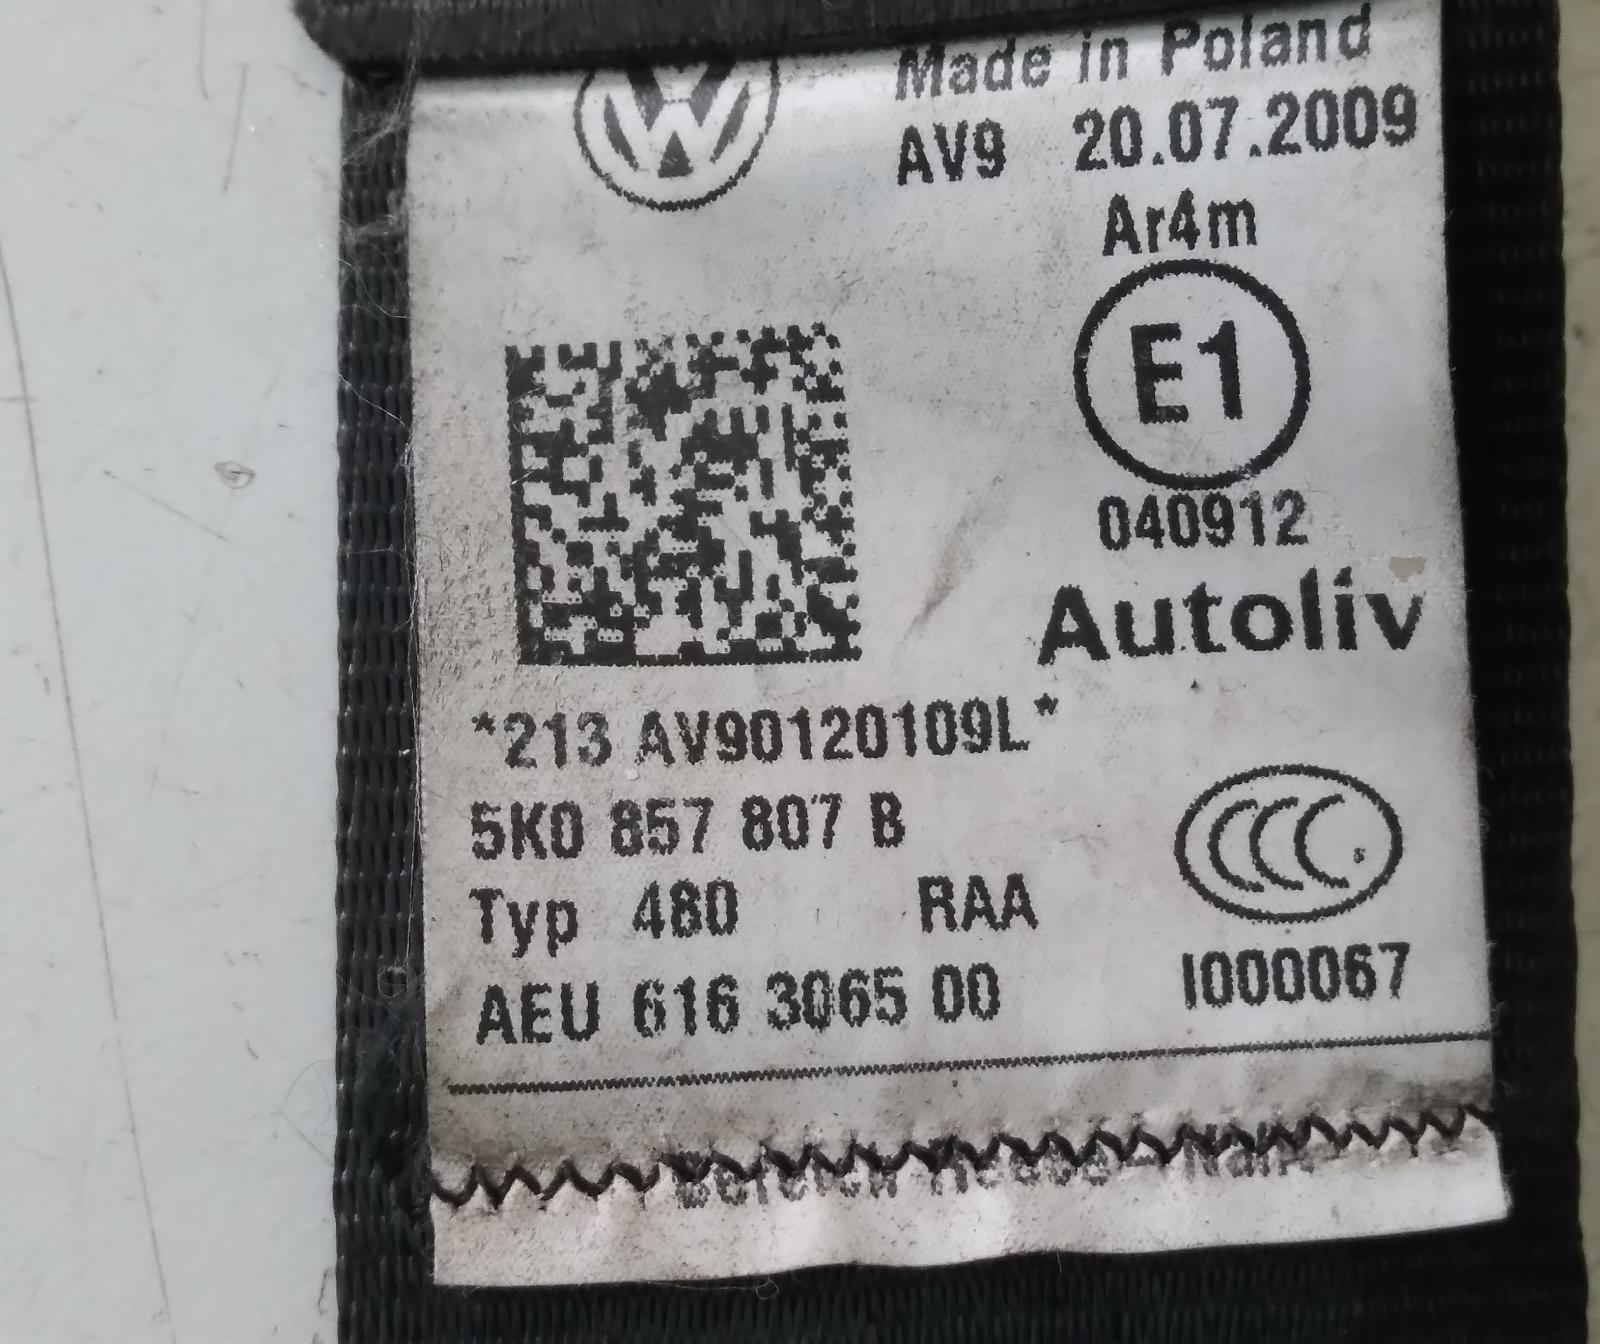 Made in Poland
AV9 20.07.2009
Ar4m
E1
040912
Autoliv
*213 AV90120109L*
5K0 857 807 B
Typ 480 RAA
CCC S
AEU 616 3065 00 I000067